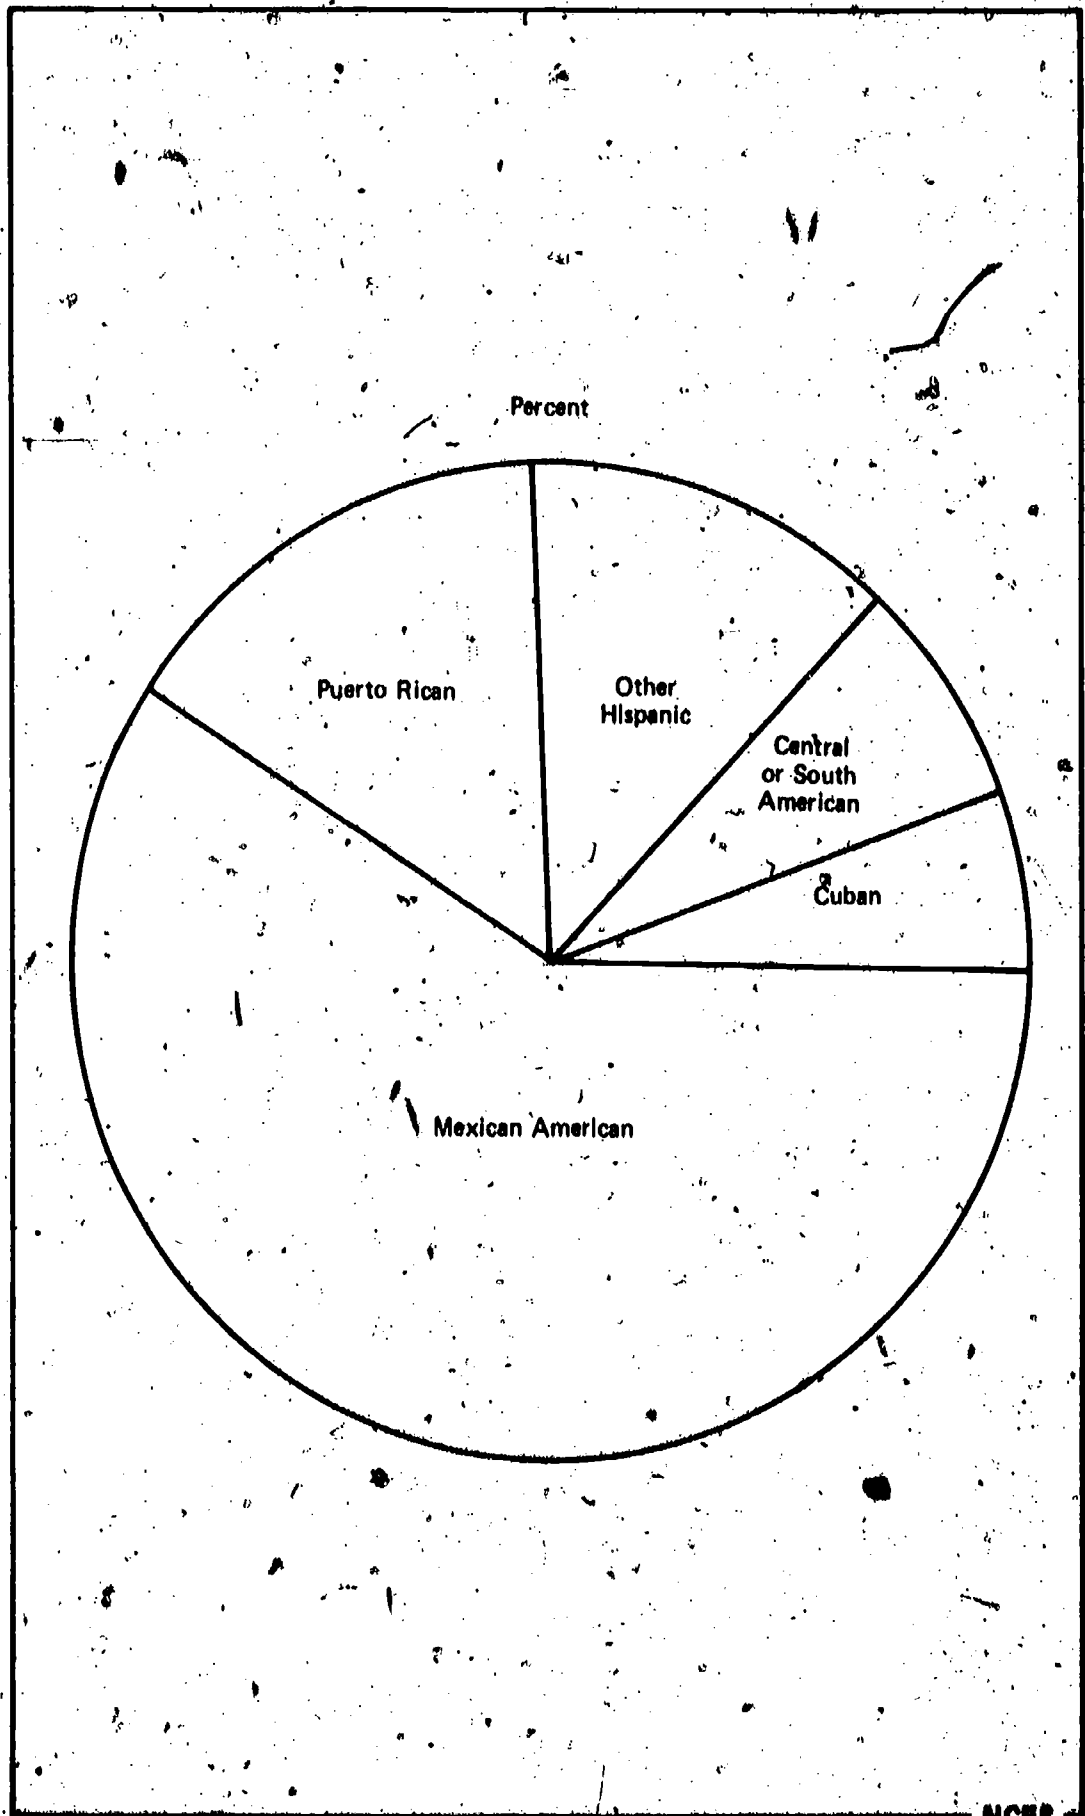 Percent
Puerto Rican
Other
Hispanic
Central
or South
American
Cuban
Mexican American